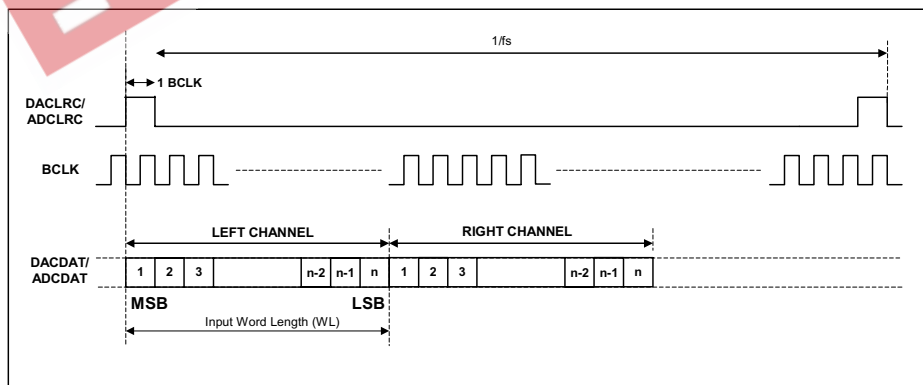 1/fs
1 BCLK
DACLRC/
ADCLRC
BCLK
LEFT CHANNEL
RIGHT CHANNEL
DACDAT/
ADCDAT
1 2 3 n-2 n-1 n 1 2 3 n-2 n-1 n
MSB LSB
Input Word Length (WL)